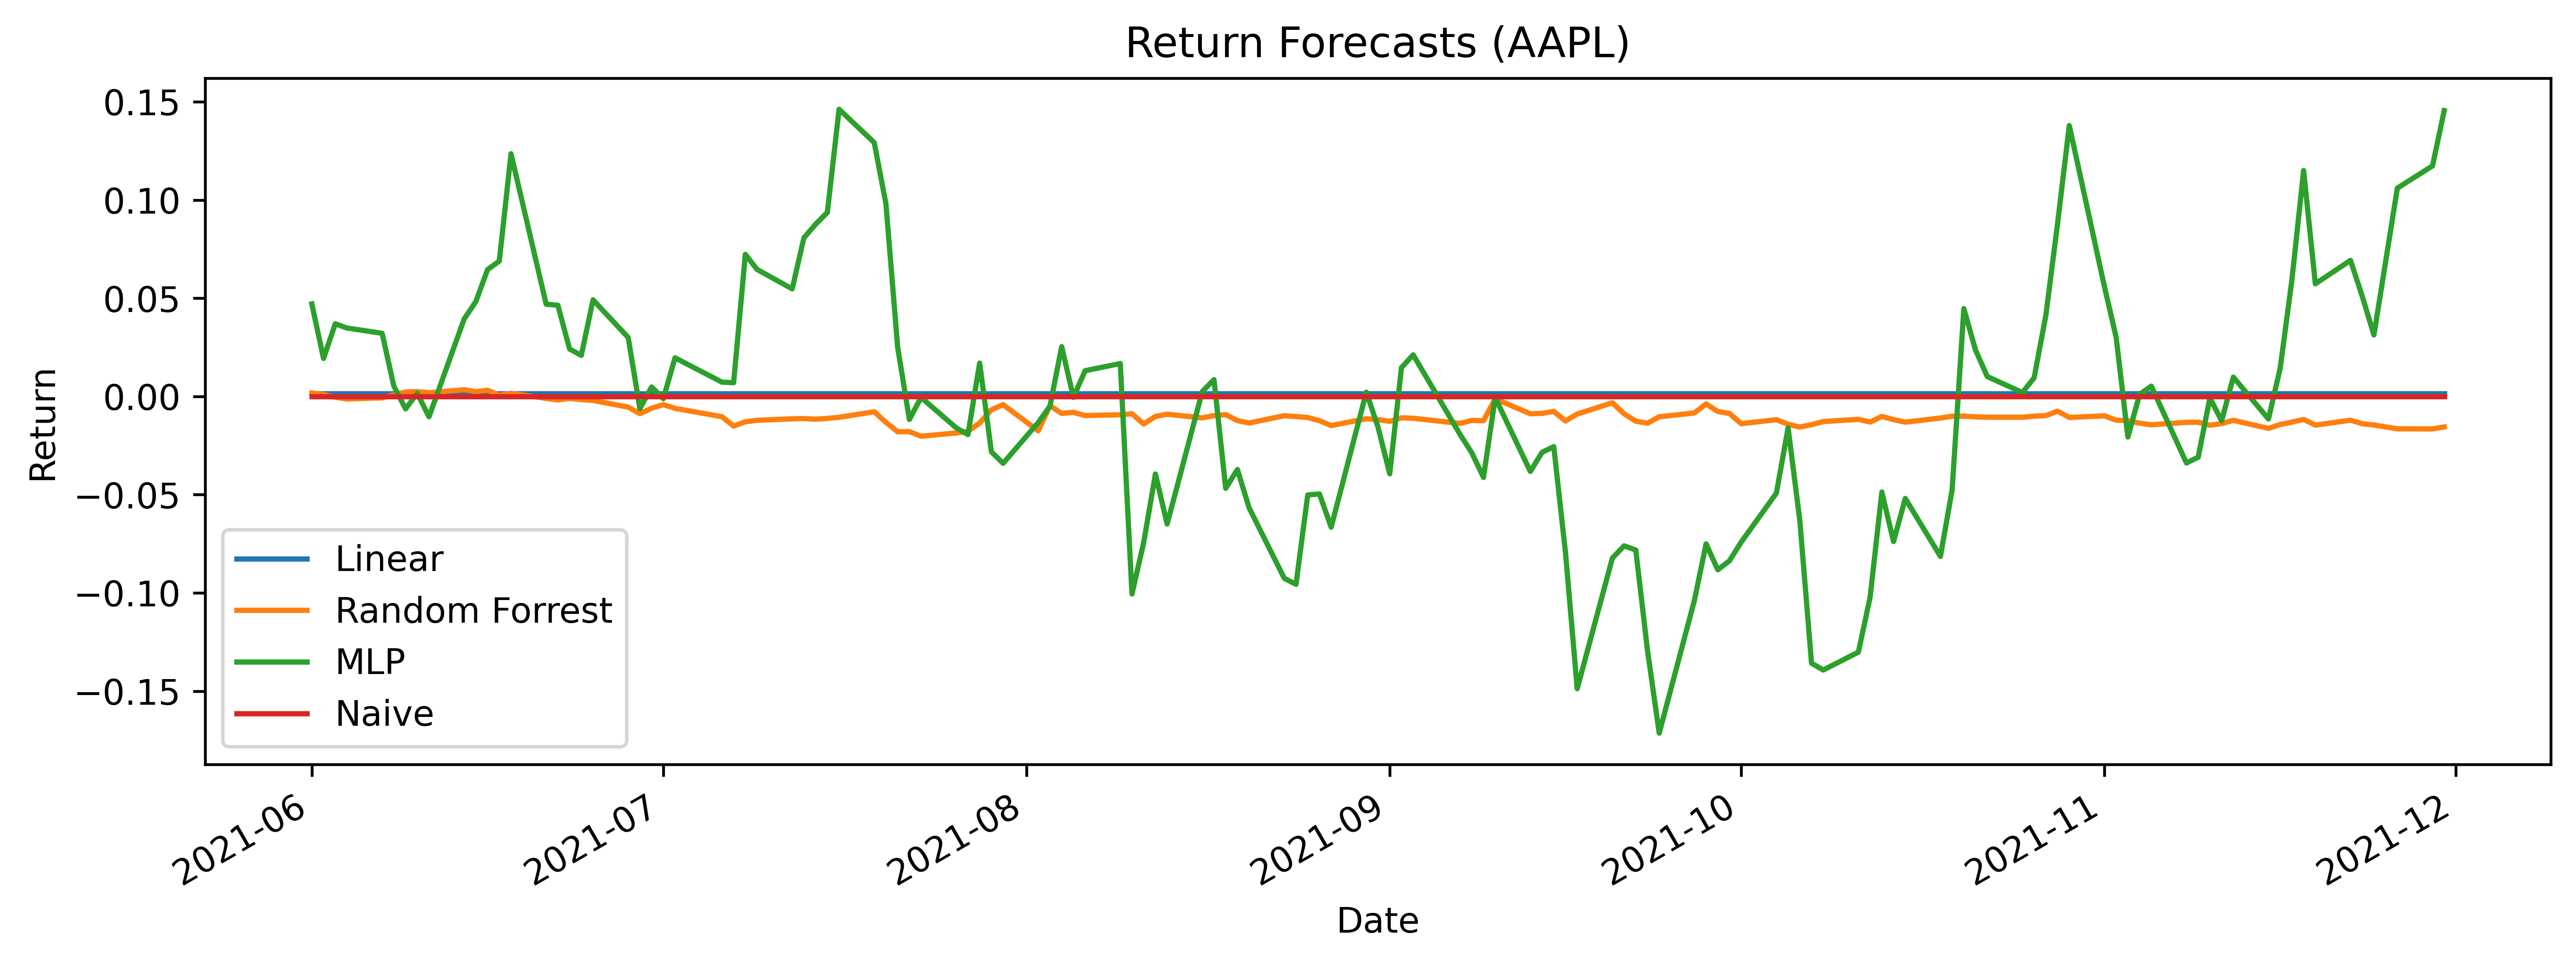 Return Forecasts (AAPL)
0.15
0.10
0.05
0.00
−0.05
−0.10
−0.15
Return
Linear
Random Forrest
MLP
Naive
2021-06
2021-07
2021-08
2021-09
2021-10
2021-11
2021-12
Date